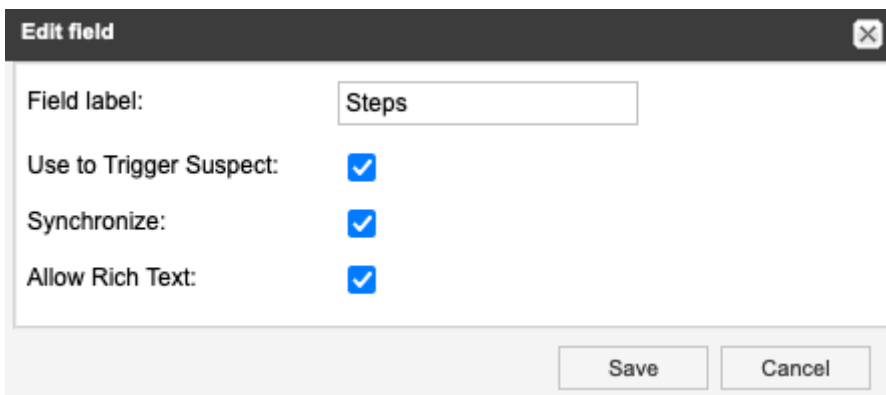 Edit field
Field label: Steps
Use to Trigger Suspect:
Synchronize:
Allow Rich Text:
Save Cancel